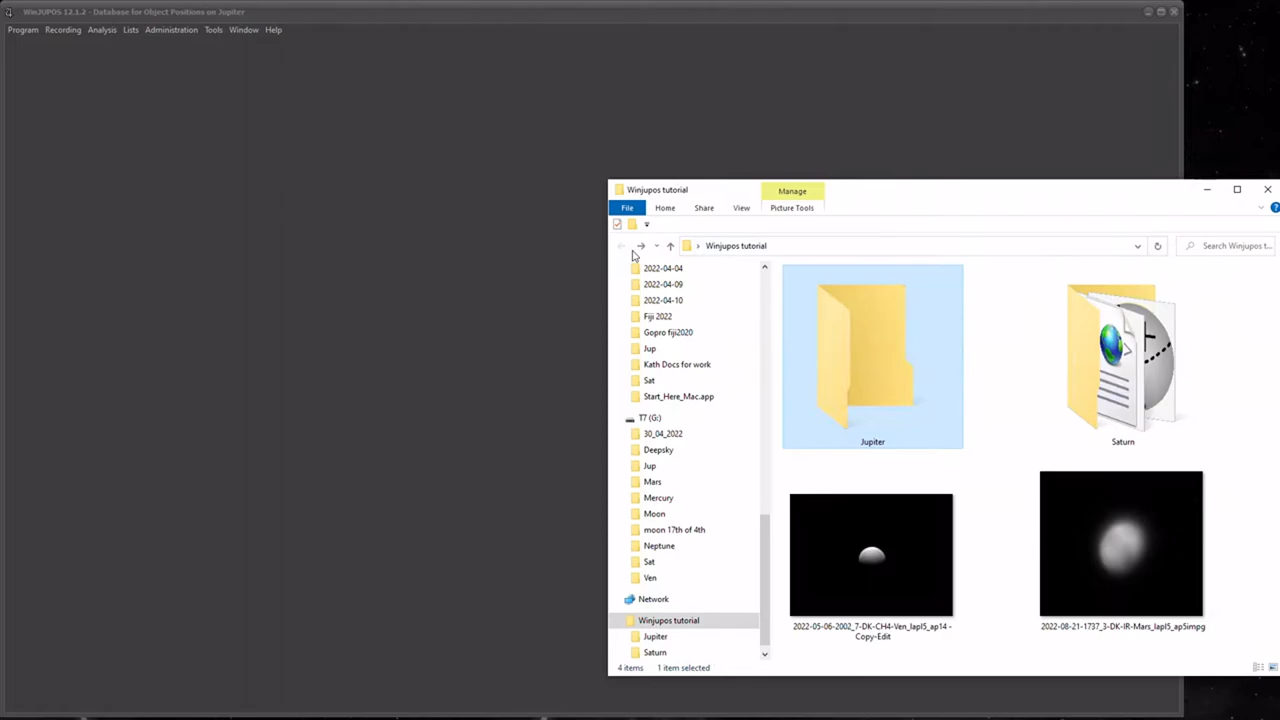 WinJUPOS 12.1.2 - Database for Object Positions on Jupiter
Program Recording Analysis Lists Administration Tools Window Help
Winjupos tutorial
Manage
File Home Share View Picture Tools
Winjupos tutorial
Search Winjupos t...
2022-04-04
2022-04-09
2022-04-10
Fiji 2022
Gopro fiji2020
Jup
Kath Docs for work
Sat
Start_Here_Mac.app
T7 (G:)
30_04_2022
Deepsky
Jup
Mars
Mercury
Moon
moon 17th of 4th
Neptune
Sat
Ven
Network
Winjupos tutorial
Jupiter
Saturn
Jupiter
Saturn
2022-05-06-2002_7-DK-CH4-Ven_lapl5_ap14 -
Copy-Edit
2022-08-21-1737_3-DK-IR-Mars_lapl5_ap5impg
4 items 1 item selected